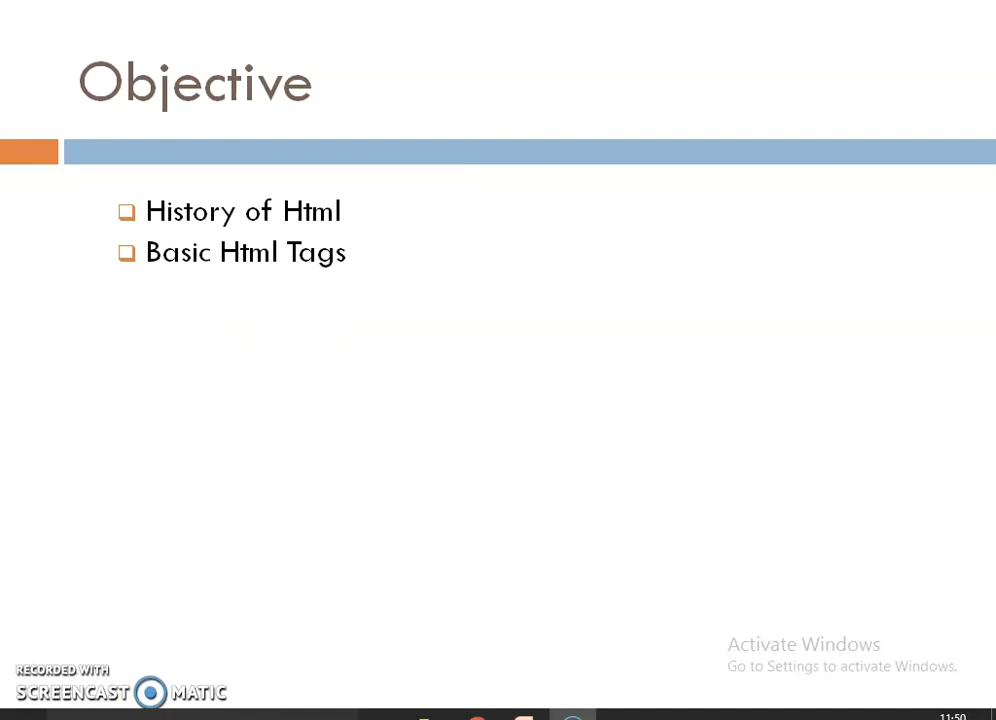 Objective
History of Html
Basic Html Tags
Activate Windows
Go to Settings to activate Windows.
RECORDED WITH
SCREENCAST MATIC
11:50